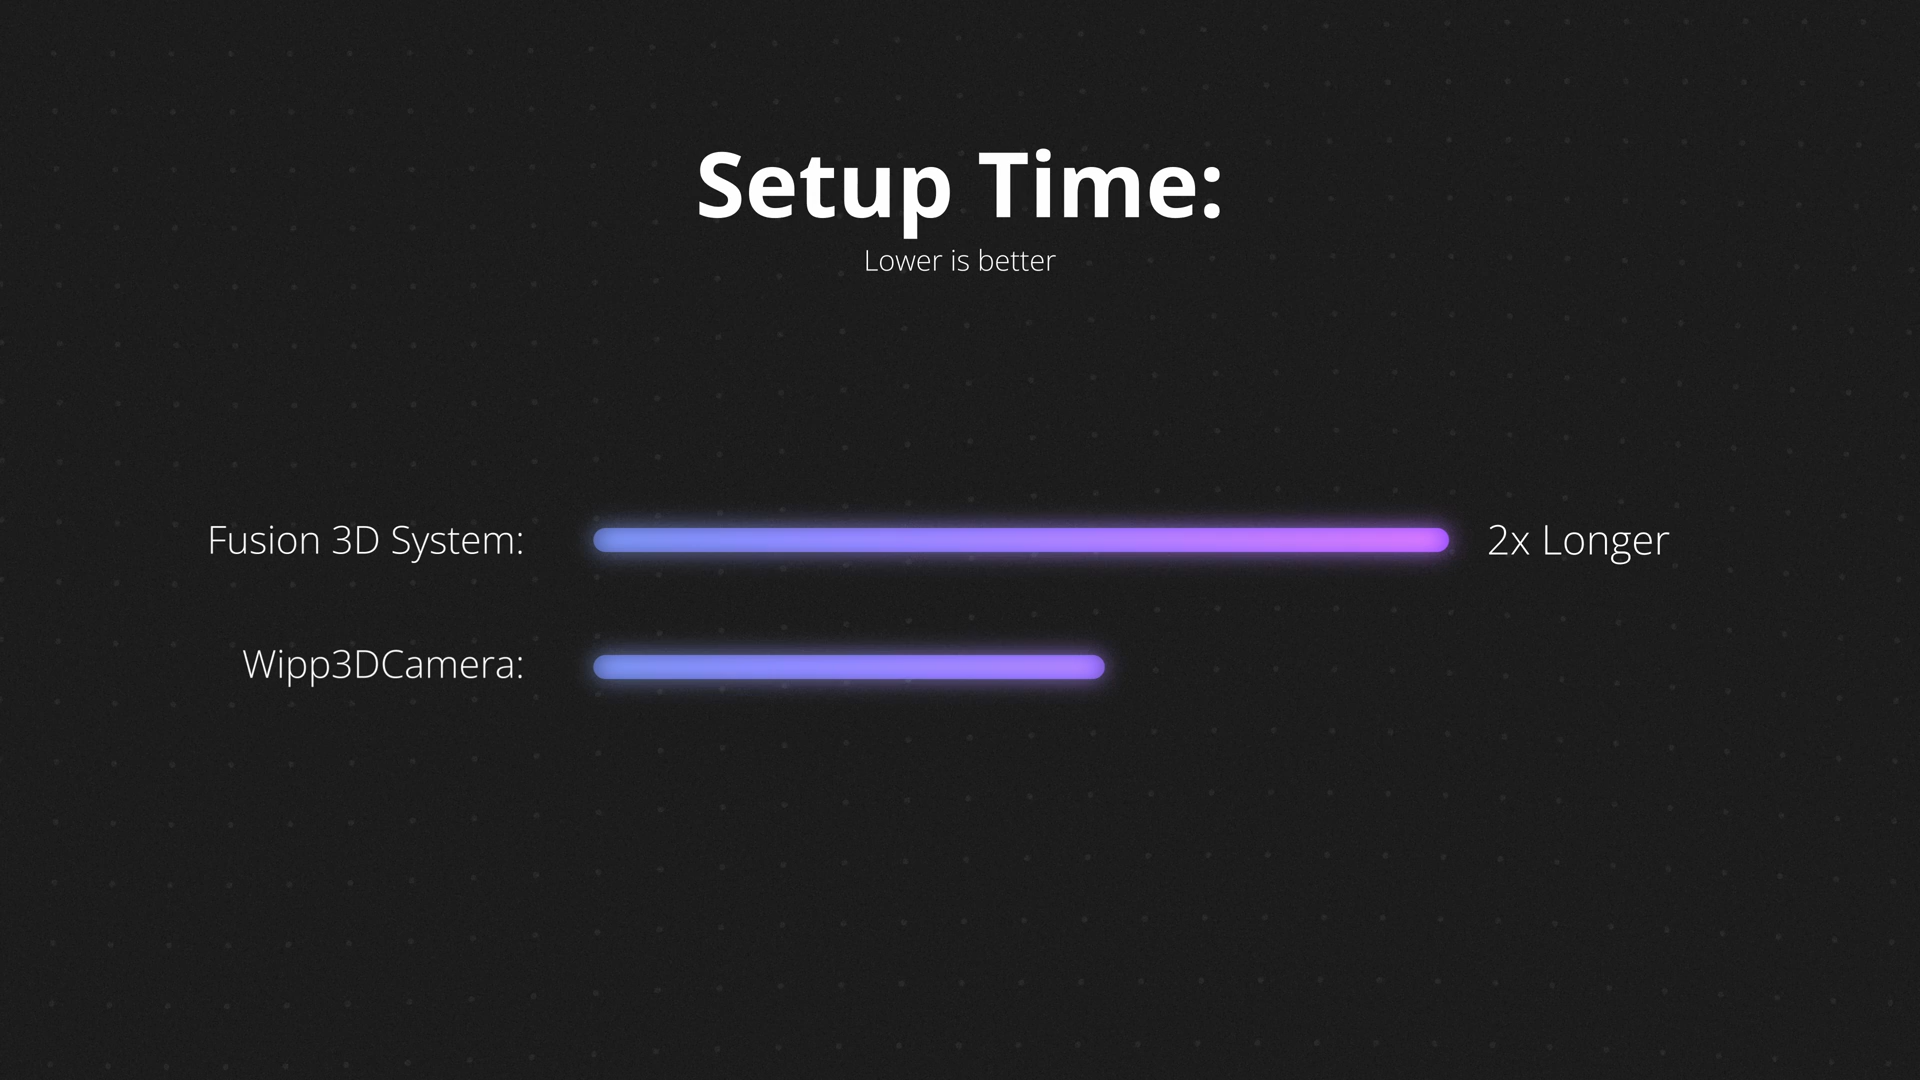 Setup Time:
Lower is better
Fusion 3D System:
2x Longer
Wipp3DCamera: